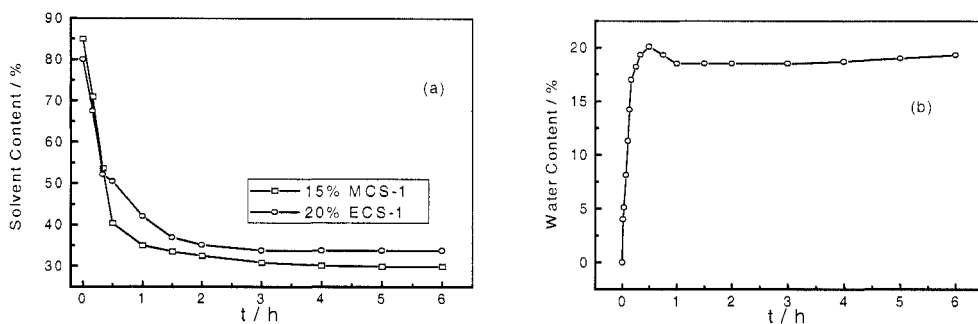 Solvent Content / %
90
80
70
60
50
40
30
(a)
15% MCS-1
20% ECS-1
0 1 2 3 4 5 6
t / h
Water Content / %
20
15
10
5
0
(b)
0 1 2 3 4 5 6
t / h